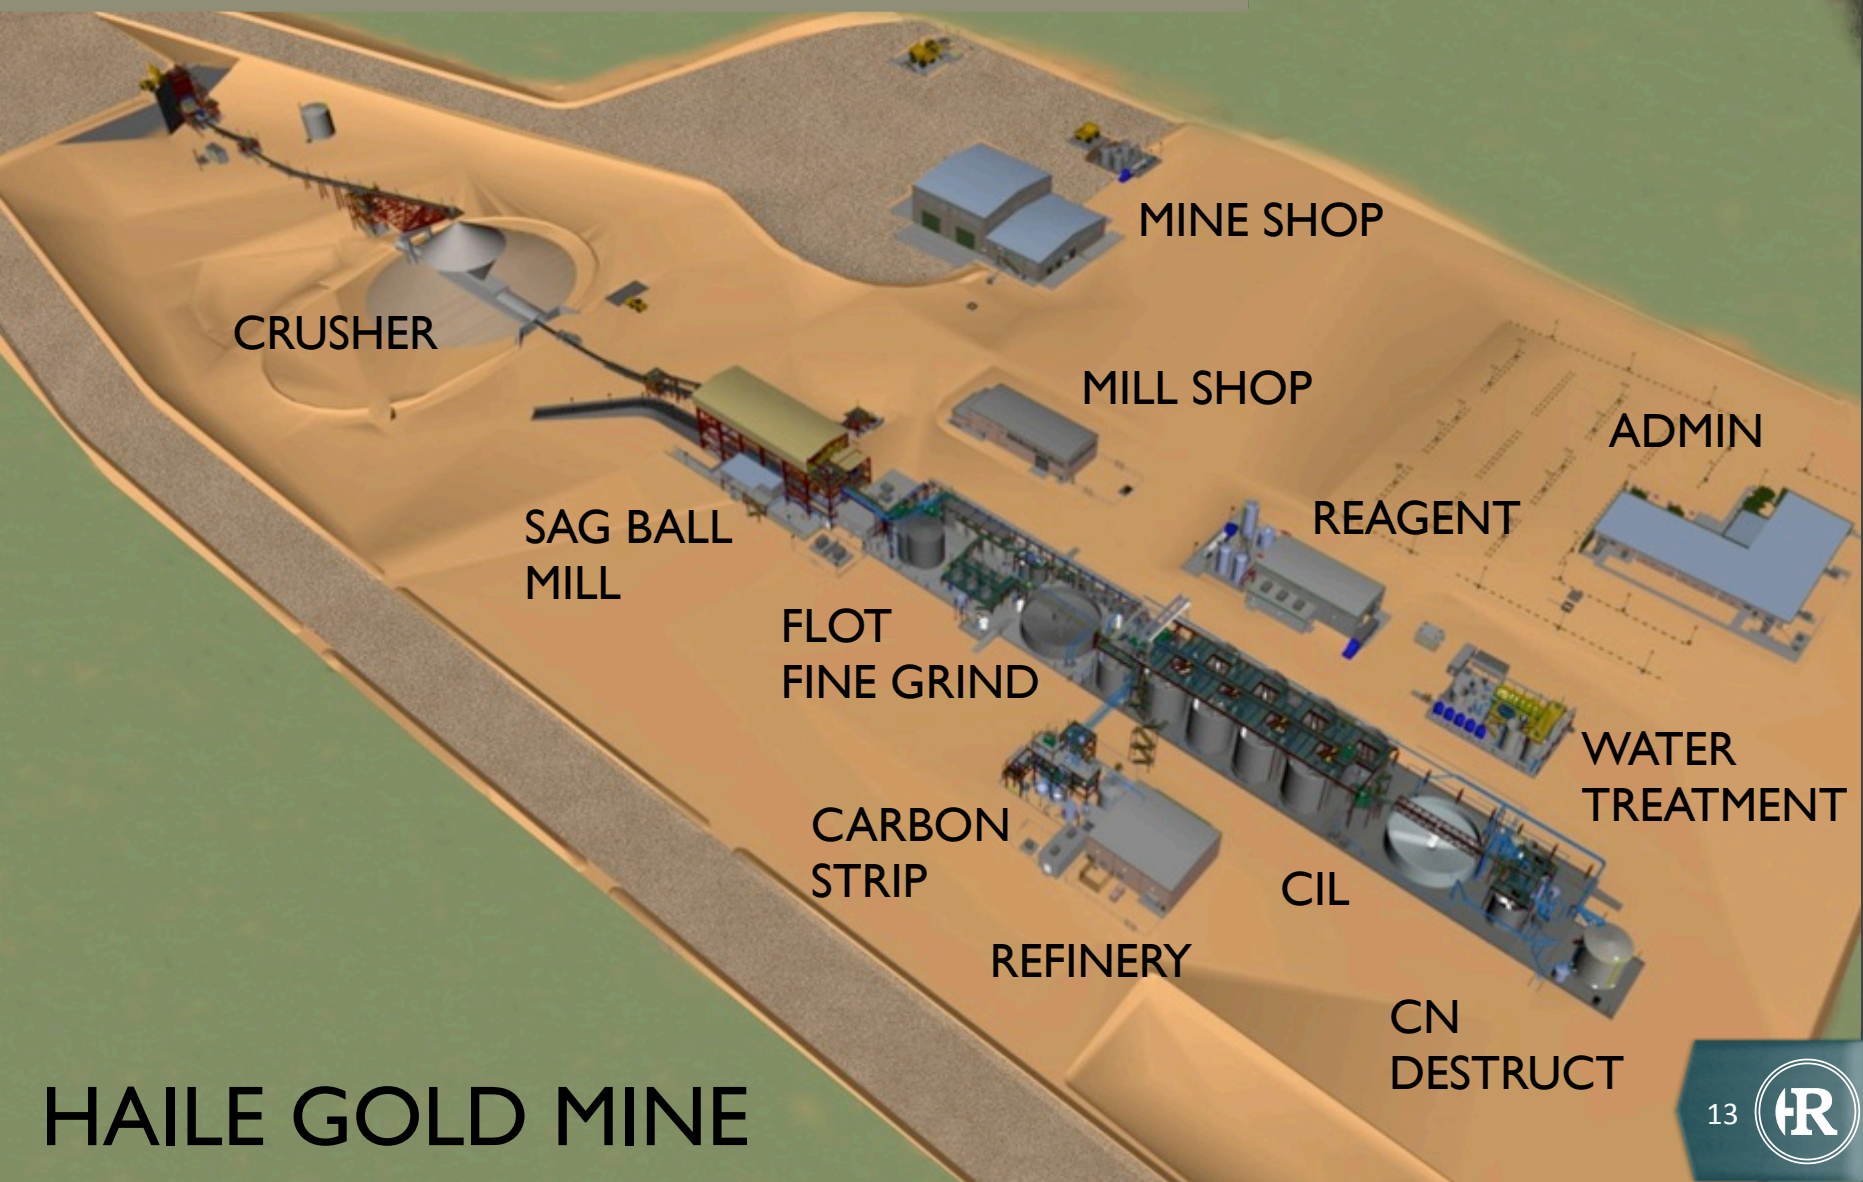 MINE SHOP
CRUSHER
MILL SHOP
ADMIN
REAGENT
SAG BALL
MILL
FLOT
FINE GRIND
WATER
TREATMENT
CARBON
STRIP
CIL
REFINERY
CN
DESTRUCT
HAILE GOLD MINE
13
HR